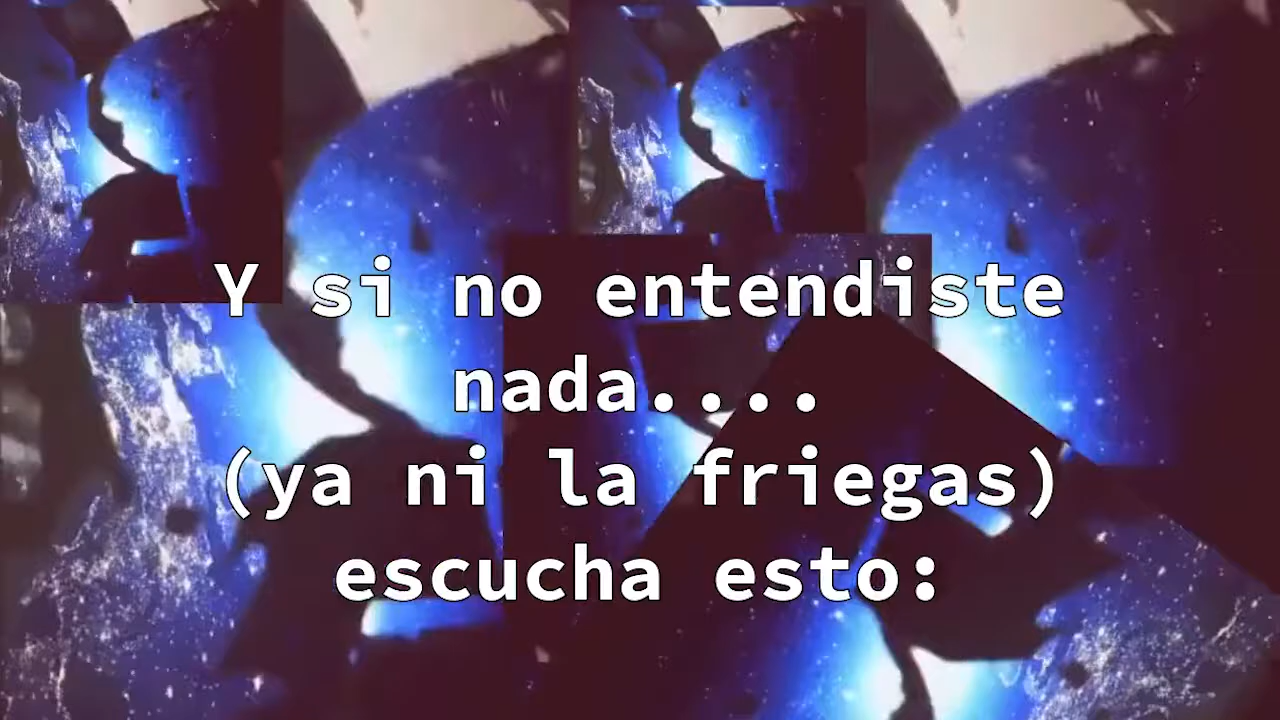 Y si no entendiste
nada....
(ya ni la friegas)
escucha esto: